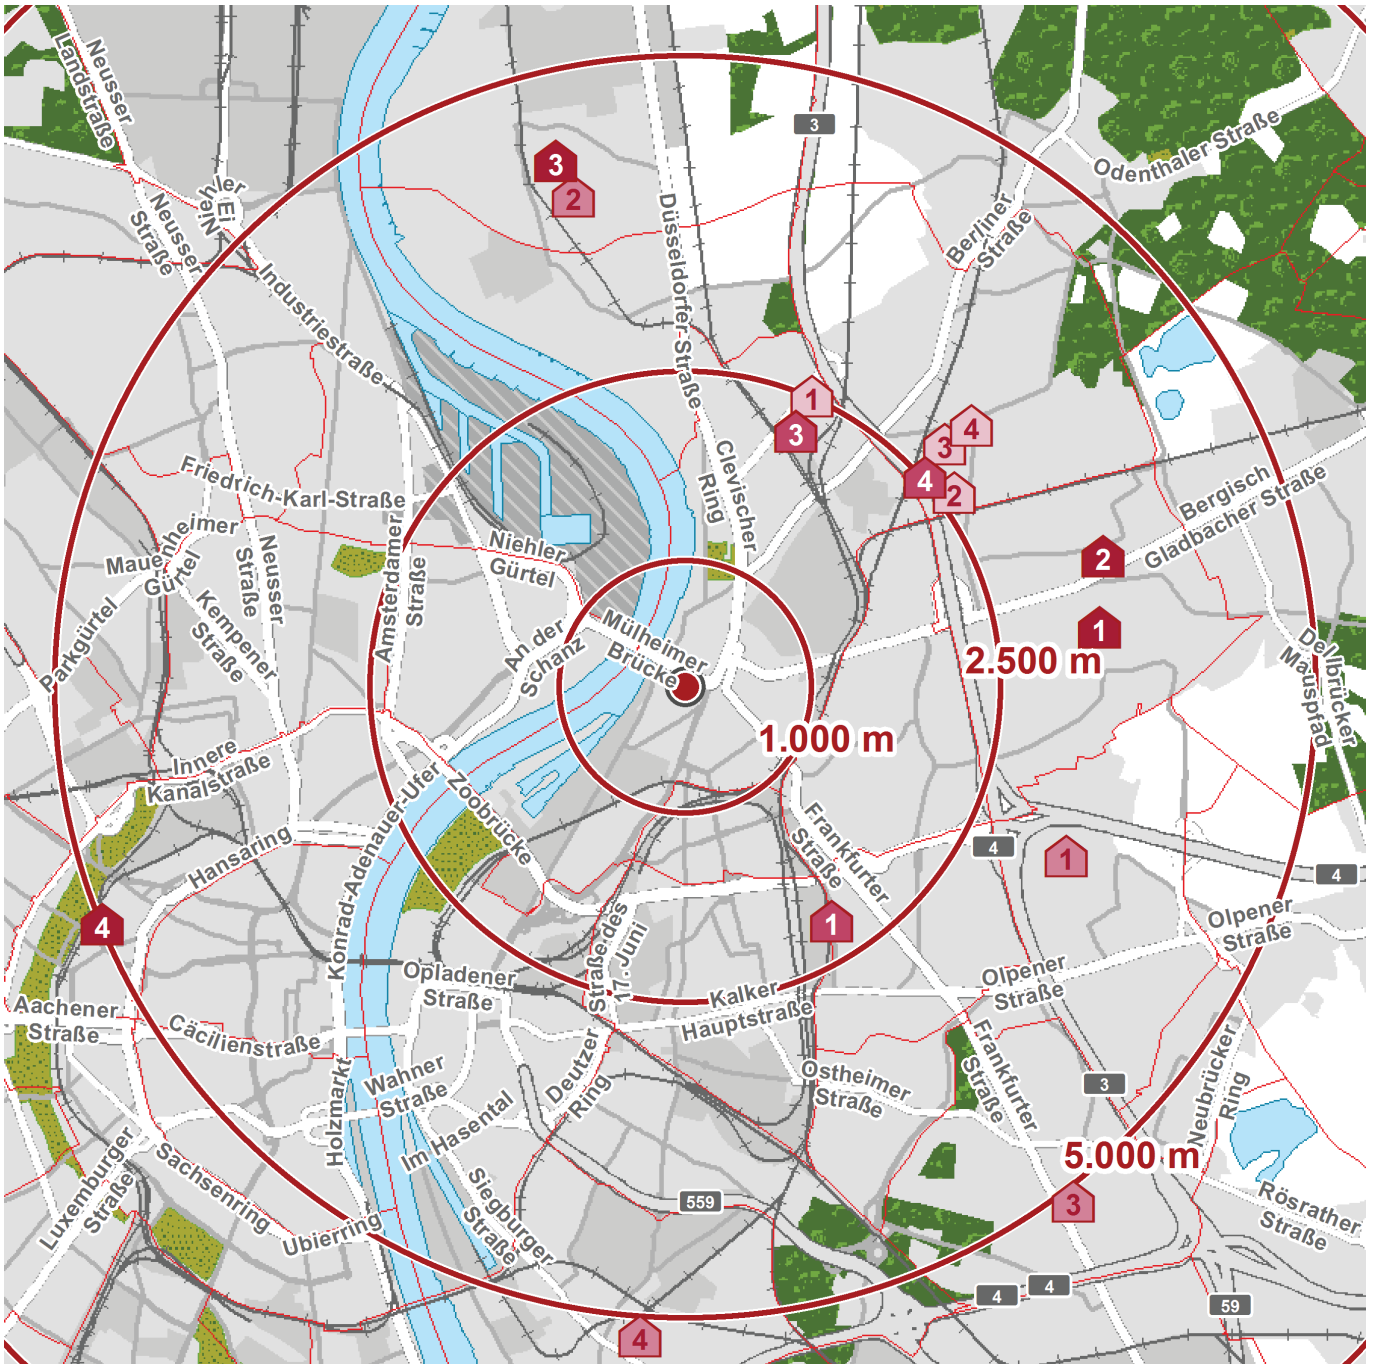 Neusser
Landstraße
3
Odenthaler Straße
3
2
Niehler Ei
Neusser
Straße
Düsseldorfer-Straße
Berliner
Straße
Industriestraße
1
3
4
3
4
2
Clevischer
Ring
Bergisch
Gladbacher Straße
Friedrich-Karl-Straße
Mauenheimer
Gürtel
Neusser
Straße
Amsterdamer
Straße
Niehler
Gürtel
2
Parkgürtel
Kempener
Straße
An der
Schanz
Mülheimer
Brücke
1
2.500 m
Dellbrücker
Mauspfad
1.000 m
Innere
Kanalstraße
Zoobrücke
Konrad-Adenauer-Ufer
Hansaring
Frankfurter
Straße
4
1
4
4
1
Olpener
Straße
Straße des
17. Juni
Opladener
Straße
Kalker
Hauptstraße
Olpener
Straße
Aachener
Straße
Cäcilienstraße
Holzmarkt
Wahner
Straße
Deutzer
Ring
Ostheimer
Straße
Frankfurter
Straße
3
Neubrücker
Ring
Im Hasental
Luxemburger
Straße
Sachsenring
Ubierring
Siegburger
Straße
5.000 m
559
3
Rösrather
Straße
4
4
59
4